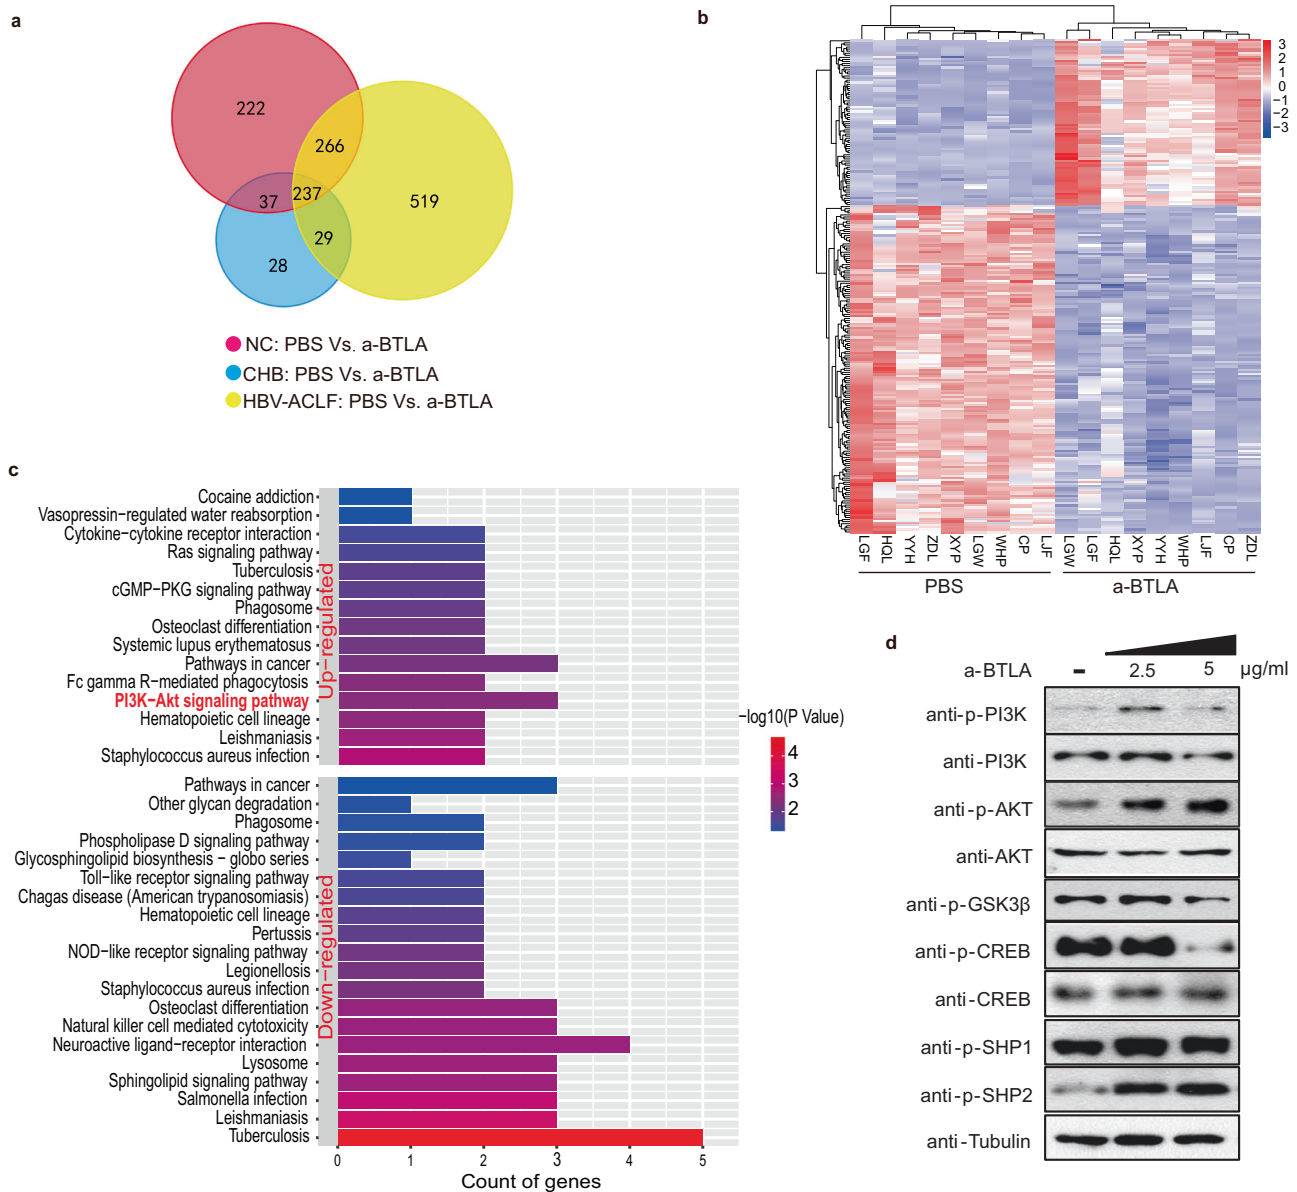 a
222
266
237
37
519
29
28
NC: PBS Vs. a-BTLA
CHB: PBS Vs. a-BTLA
HBV-ACLF: PBS Vs. a-BTLA
b
3
2
1
0
−1
−2
−3
LGF HQL YYH ZDL XYP LGW WHP CP LJF LGW LGF HQL XYP YYH WHP LJF CP ZDL
PBS a-BTLA
c
Up−regulated
Cocaine addiction
Vasopressin−regulated water reabsorption
Cytokine−cytokine receptor interaction
Ras signaling pathway
Tuberculosis
cGMP−PKG signaling pathway
Phagosome
Osteoclast differentiation
Systemic lupus erythematosus
Pathways in cancer
Fc gamma R−mediated phagocytosis
PI3K−Akt signaling pathway
Hematopoietic cell lineage
Leishmaniasis
Staphylococcus aureus infection
Down−regulated
Pathways in cancer
Other glycan degradation
Phagosome
Phospholipase D signaling pathway
Glycosphingolipid biosynthesis − globo series
Toll−like receptor signaling pathway
Chagas disease (American trypanosomiasis)
Hematopoietic cell lineage
Pertussis
NOD−like receptor signaling pathway
Legionellosis
Staphylococcus aureus infection
Osteoclast differentiation
Natural killer cell mediated cytotoxicity
Neuroactive ligand−receptor interaction
Lysosome
Sphingolipid signaling pathway
Salmonella infection
Leishmaniasis
Tuberculosis
0 1 2 3 4 5
Count of genes
−log10(P Value)
4
3
2
d
a-BTLA − 2.5 5 µg/ml
anti-p-PI3K
anti-PI3K
anti-p-AKT
anti-AKT
anti-p-GSK3β
anti-p-CREB
anti-CREB
anti-p-SHP1
anti-p-SHP2
anti-Tubulin